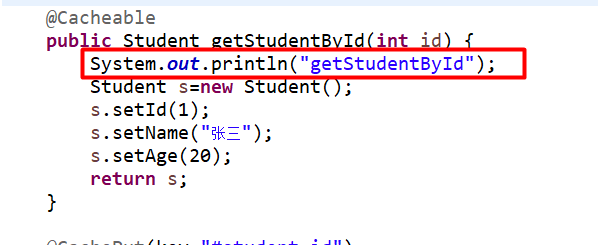 @Cacheable
public Student getStudentById(int id) {
System.out.println("getStudentById");
Student s=new Student();
s.setId(1);
s.setName("张三");
s.setAge(20);
return s;
}
@CachePut(key="#student.id")